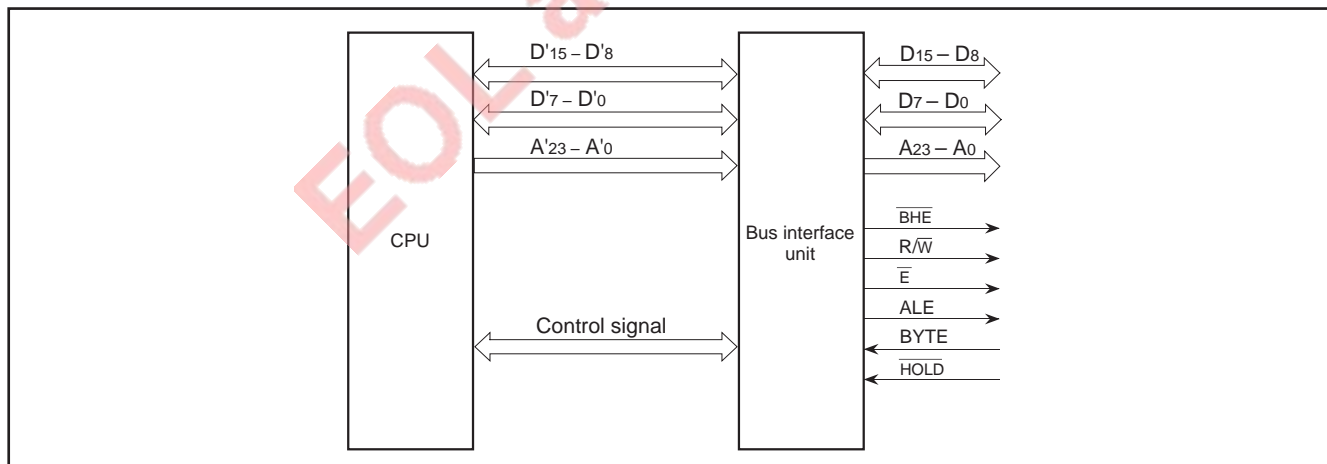 D'15 – D'8
D15 – D8
D'7 – D'0
D7 – D0
A'23 – A'0
A23 – A0
BHE
CPU
Bus interface
unit
R/W
E
ALE
Control signal
BYTE
HOLD
EOL a